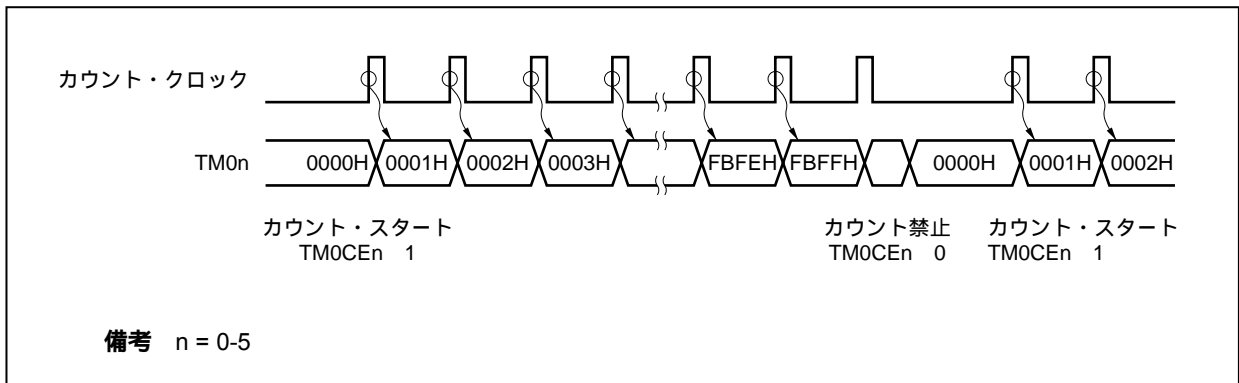 カウント・クロック
TM0n 0000H 0001H 0002H 0003H FBFEH FBFFH 0000H 0001H 0002H
カウント・スタート カウント禁止 カウント・スタート
TM0CEn 1 TM0CEn 0 TM0CEn 1
備考 n = 0-5